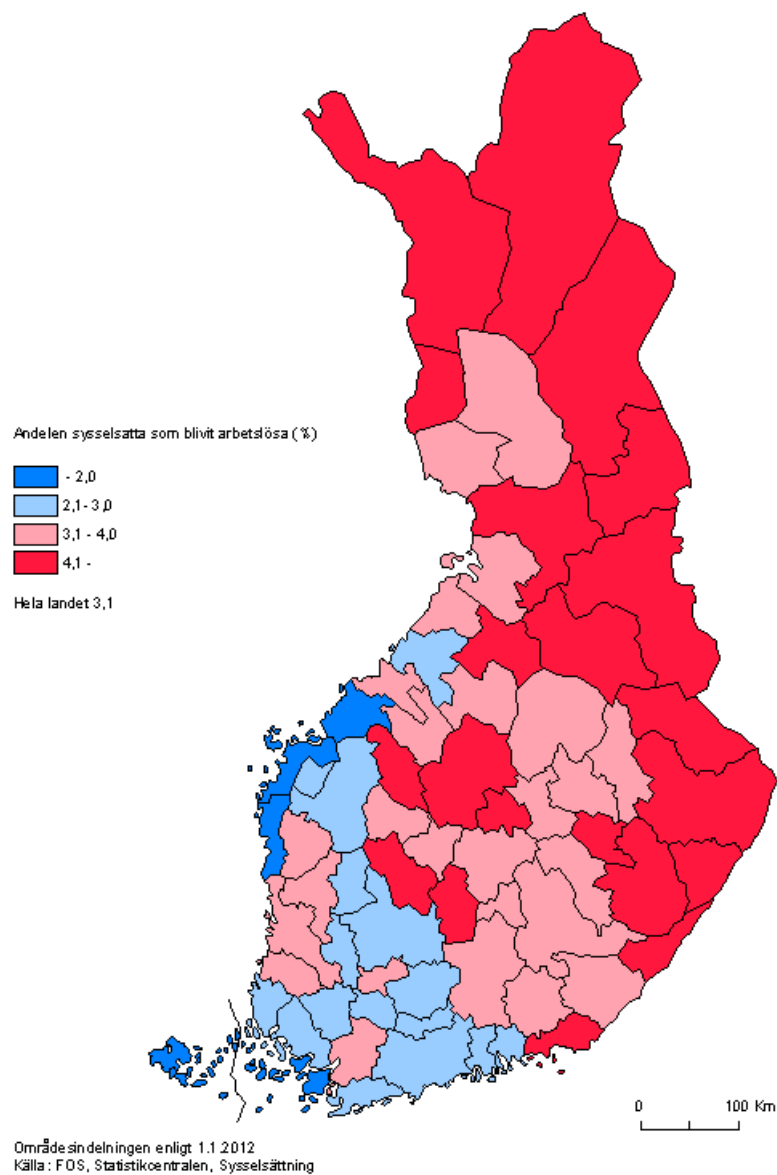 Andelen sysselsatta som blivit arbetslösa (%)
- 2,0
2,1- 3,0
3,1 - 4,0
4,1 -
Hela landet 3,1
0 100 Km
Områdesindelningen enligt 1.1.2012
Källa: FOS, Statistikcentralen, Sysselsättning